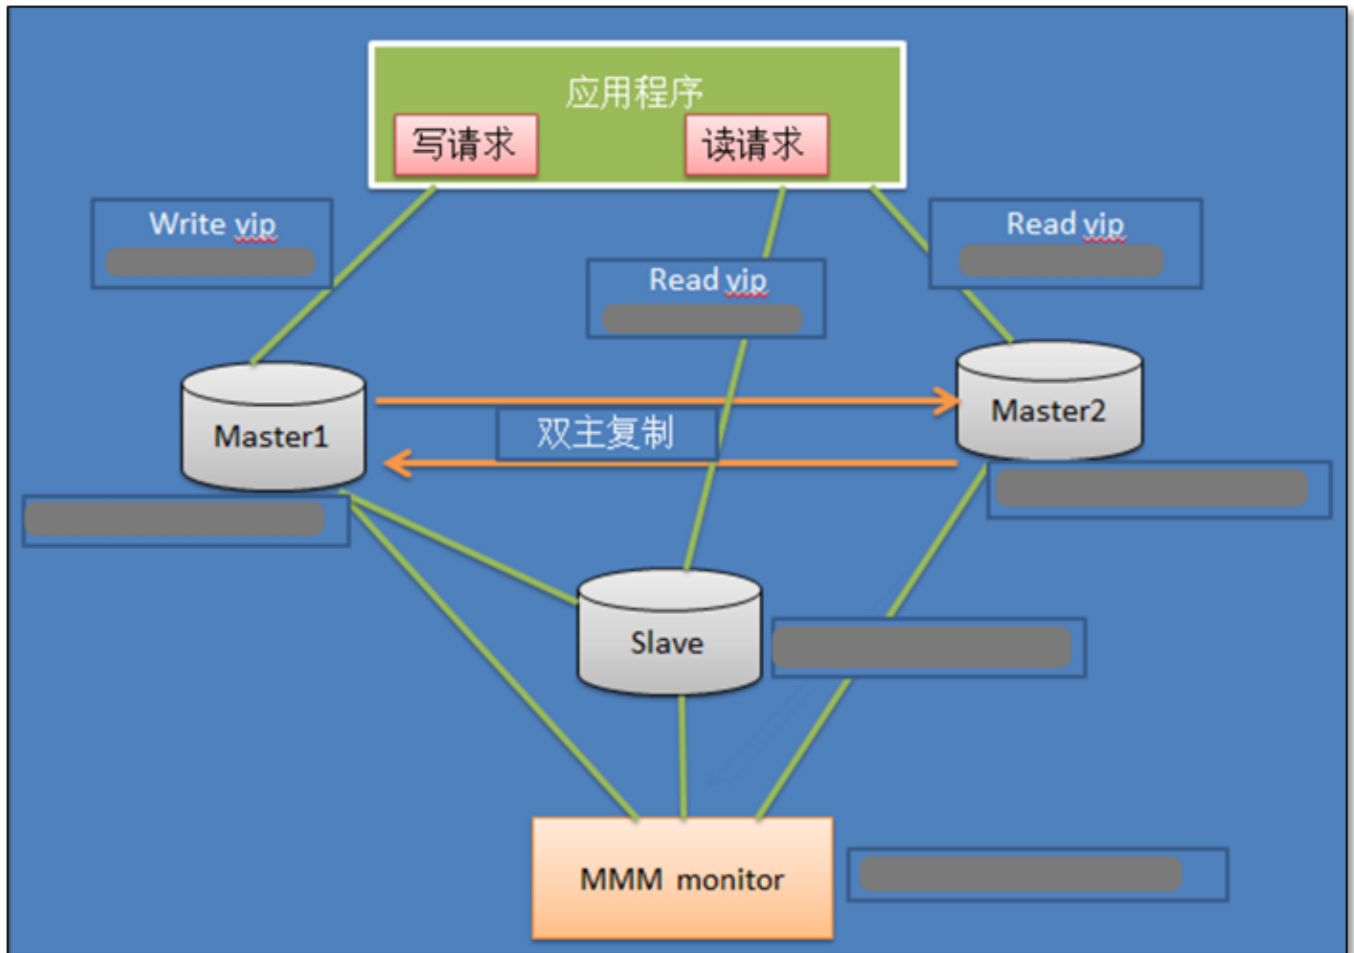 应用程序
写请求
读请求
Write vip
Read vip
Read vip
Master1
双主复制
Master2
Slave
MMM monitor